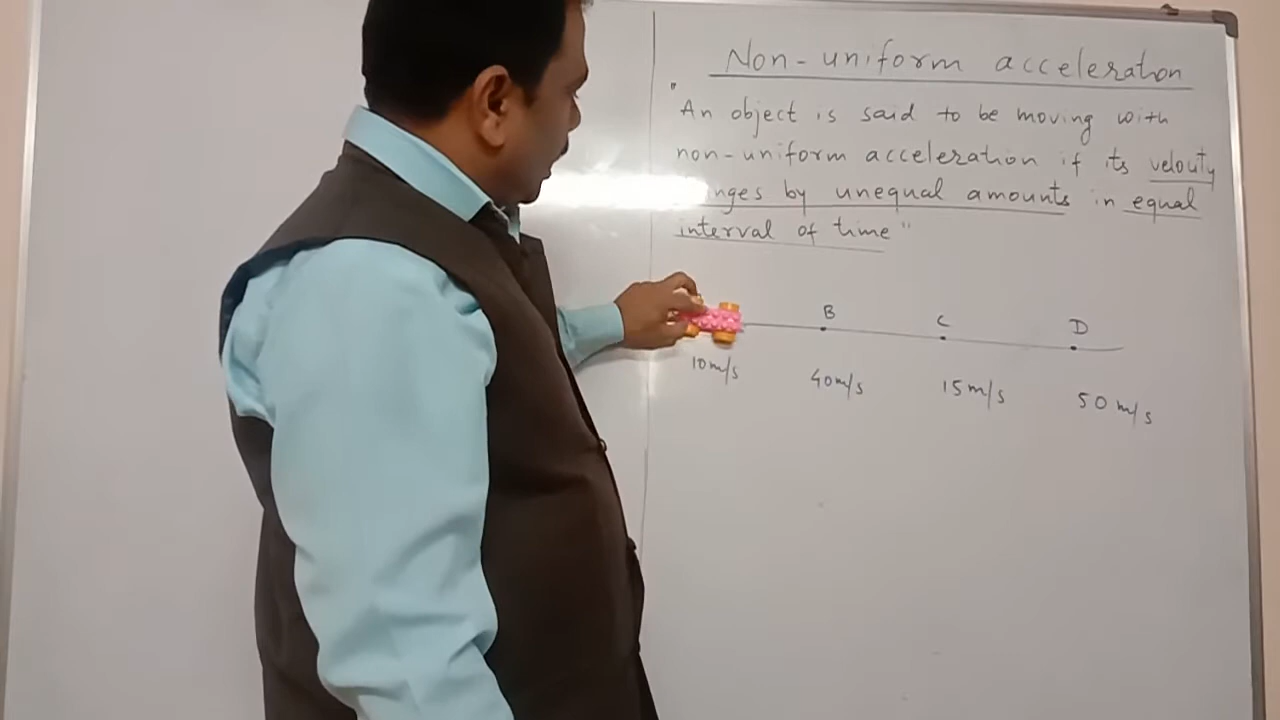 Non-uniform acceleration
"An object is said to be moving with
non-uniform acceleration if its velocity
nges by unequal amounts in equal
interval of time"
B C D
10m/s 40m/s 15m/s 50m/s